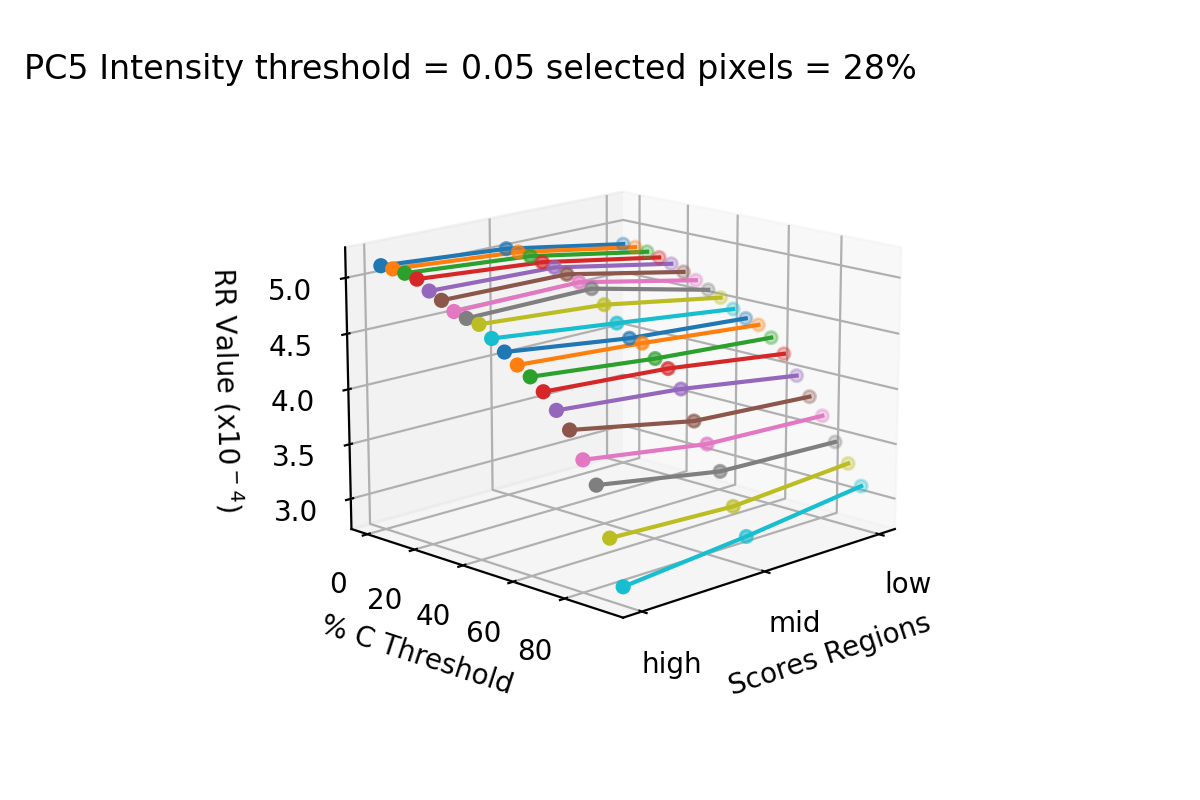 PC5 Intensity threshold = 0.05 selected pixels = 28%
RR Value (x10⁻⁴)
5.0
4.5
4.0
3.5
3.0
0
20
40
60
80
% C Threshold
high
mid
low
Scores Regions